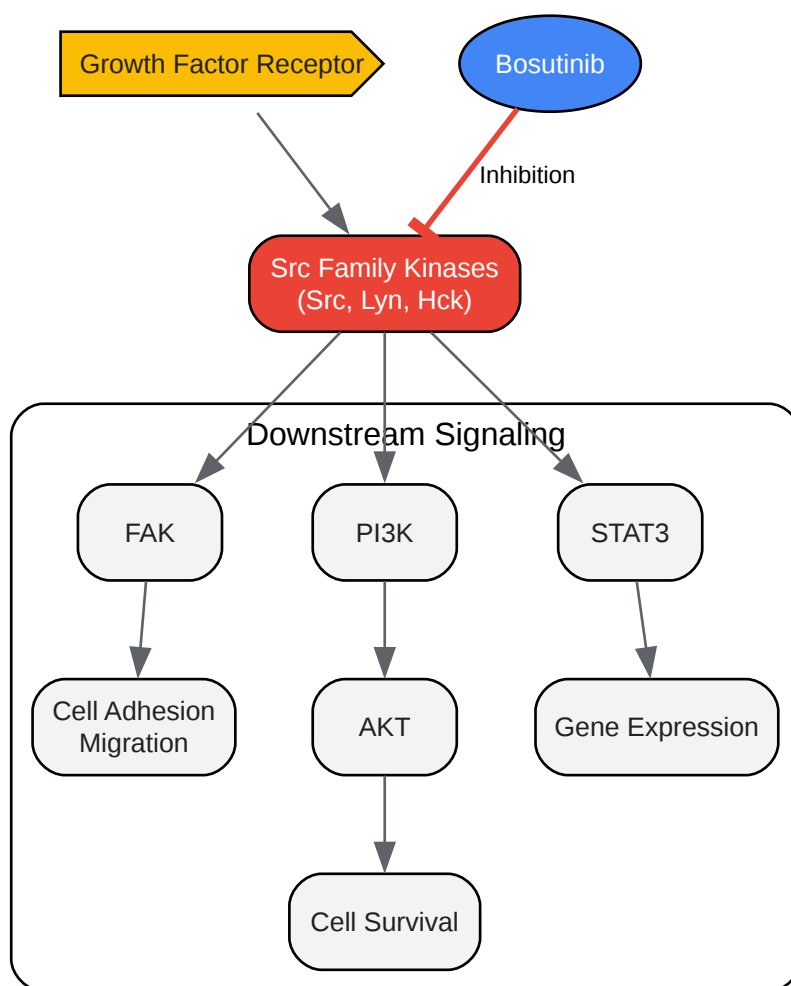 Growth Factor Receptor
Bosutinib
Inhibition
Src Family Kinases
(Src, Lyn, Hck)
Downstream Signaling
FAK
PI3K
STAT3
Cell Adhesion
Migration
AKT
Gene Expression
Cell Survival